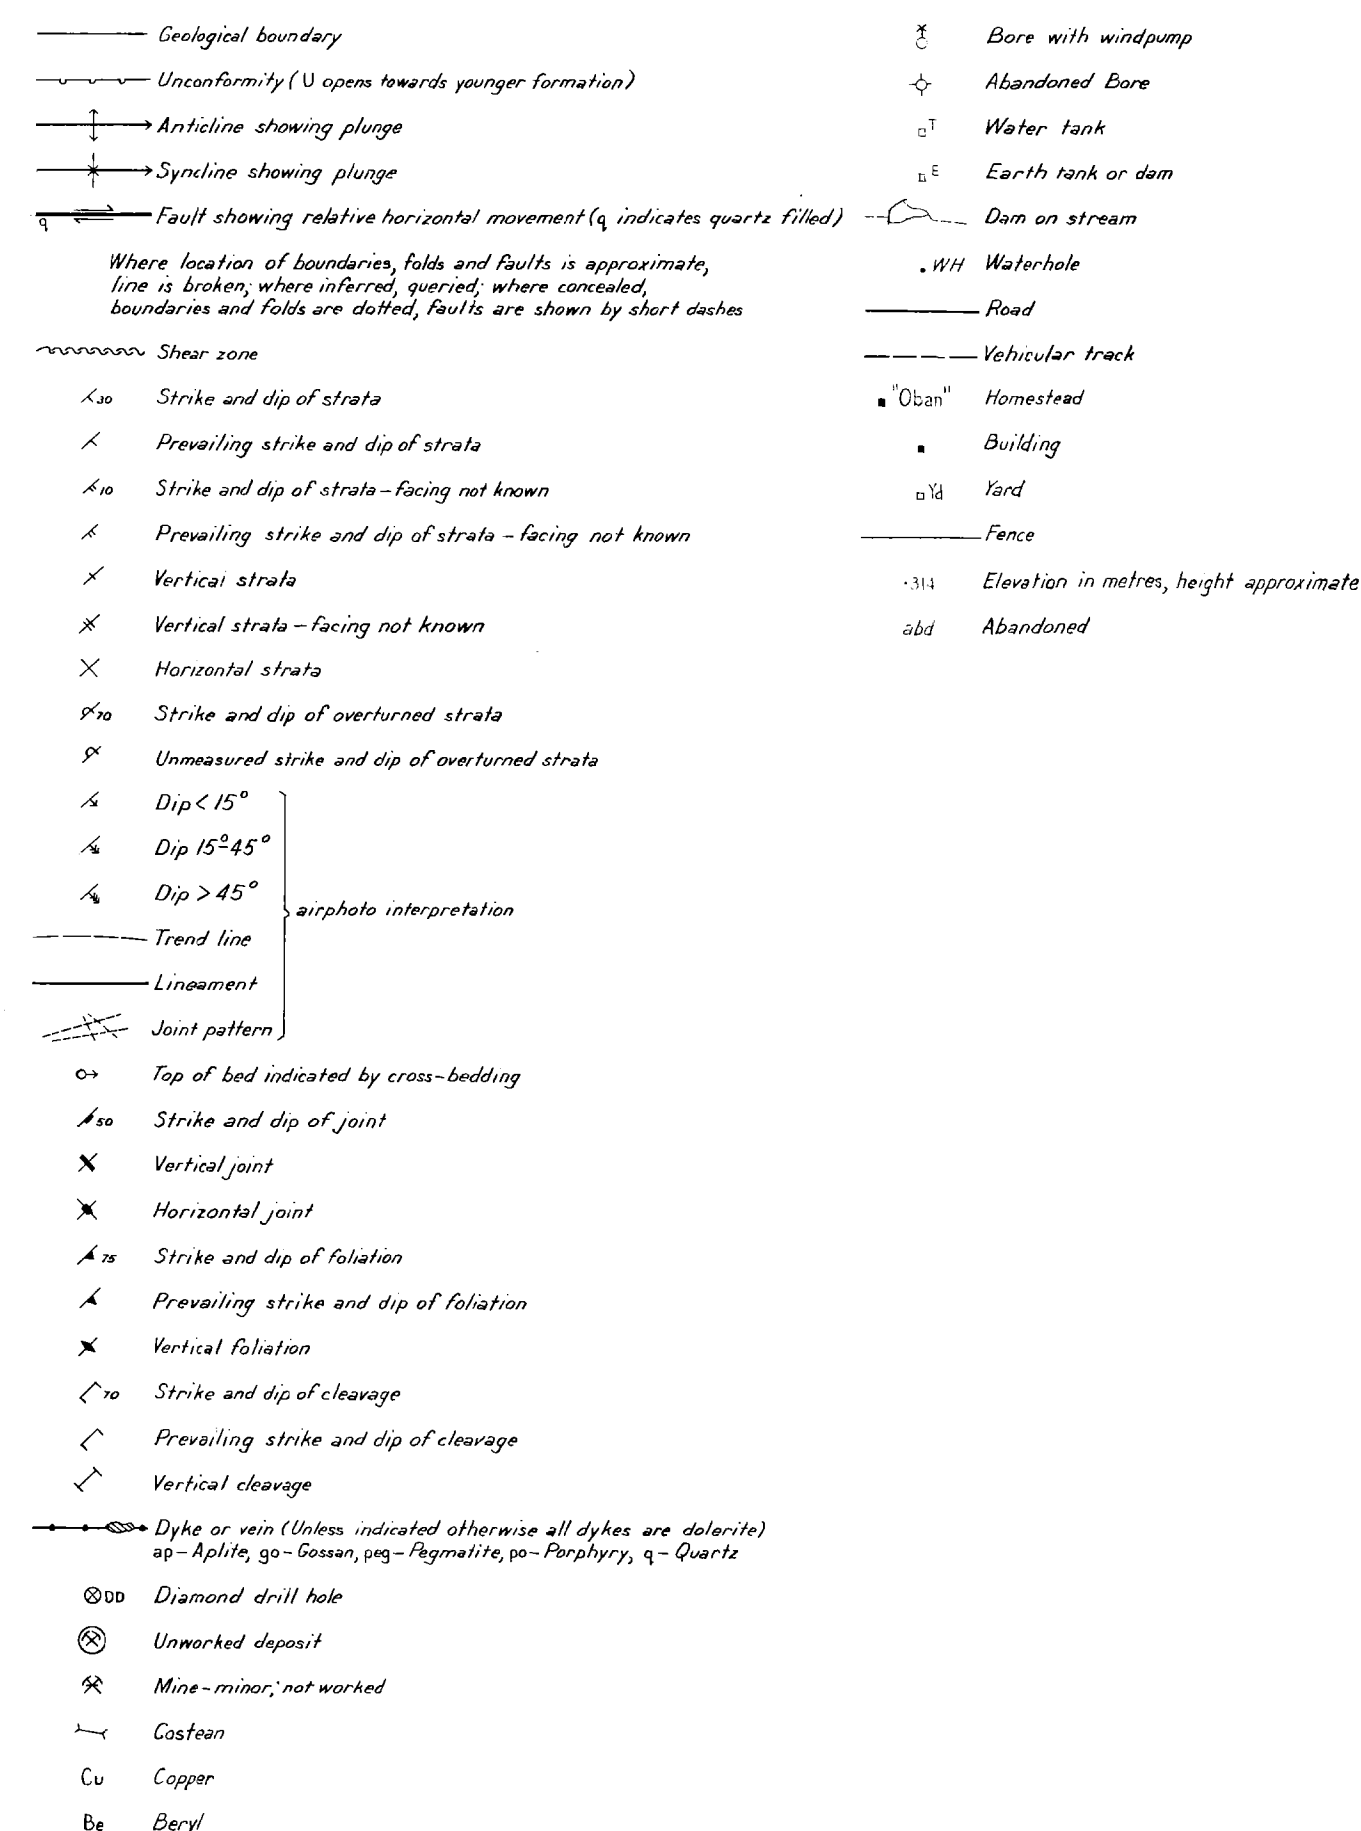 Geological boundary
Unconformity (U opens towards younger formation)
Anticline showing plunge
Syncline showing plunge
q Fault showing relative horizontal movement (q indicates quartz filled)
Where location of boundaries, folds and faults is approximate,
line is broken; where inferred, queried; where concealed,
boundaries and folds are dotted, faults are shown by short dashes
Shear zone
30 Strike and dip of strata
Prevailing strike and dip of strata
10 Strike and dip of strata – facing not known
Prevailing strike and dip of strata – facing not known
Vertical strata
Vertical strata – facing not known
Horizontal strata
70 Strike and dip of overturned strata
Unmeasured strike and dip of overturned strata
Dip < 15°
Dip 15°-45°
Dip > 45°
airphoto interpretation
Trend line
Lineament
Joint pattern
Top of bed indicated by cross-bedding
50 Strike and dip of joint
Vertical joint
Horizontal joint
75 Strike and dip of foliation
Prevailing strike and dip of foliation
Vertical foliation
70 Strike and dip of cleavage
Prevailing strike and dip of cleavage
Vertical cleavage
Dyke or vein (Unless indicated otherwise all dykes are dolerite)
ap – Aplite, go – Gossan, peg – Pegmatite, po – Porphyry, q – Quartz
DD Diamond drill hole
Unworked deposit
Mine – minor; not worked
Costean
Cu Copper
Be Beryl
Bore with windpump
Abandoned Bore
T Water tank
E Earth tank or dam
Dam on stream
. WH Waterhole
Road
Vehicular track
"Oban" Homestead
Building
Yd Yard
Fence
·314 Elevation in metres, height approximate
abd Abandoned